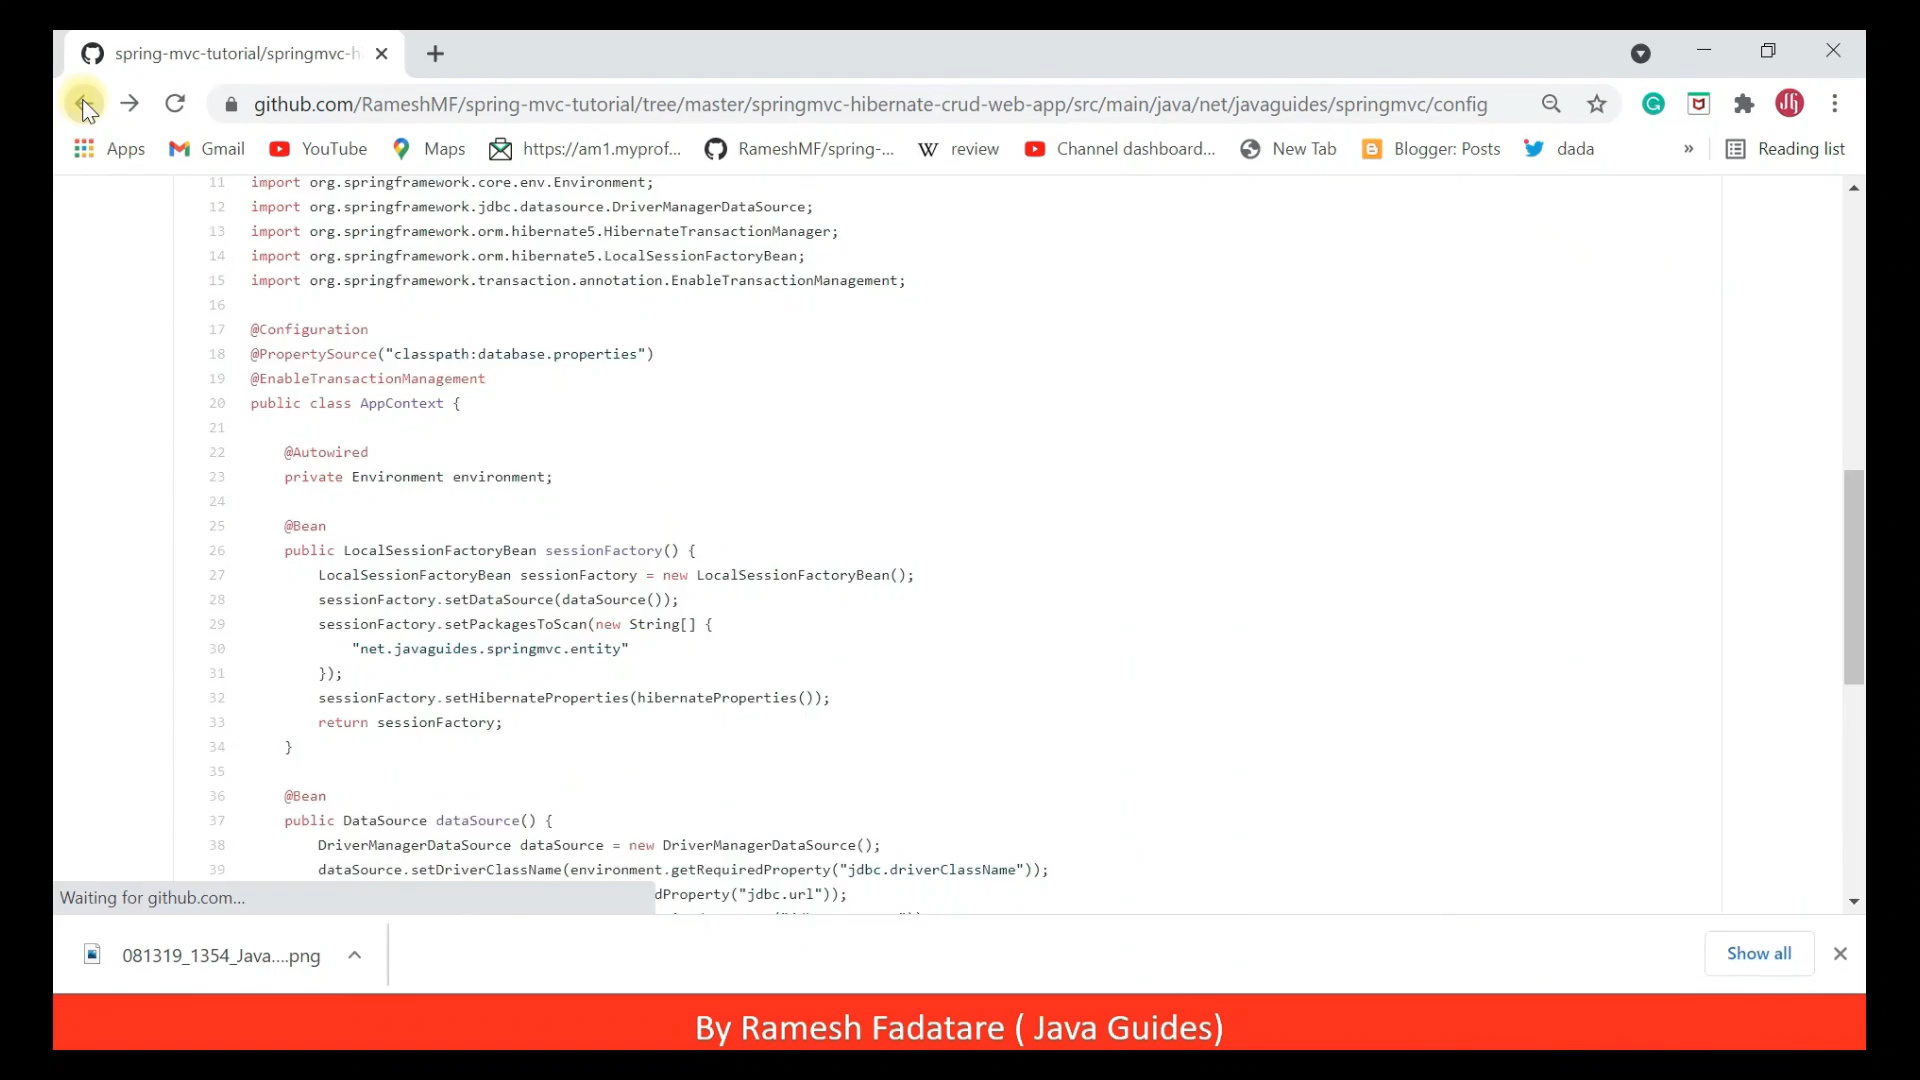 spring-mvc-tutorial/springmvc-h
github.com/RameshMF/spring-mvc-tutorial/tree/master/springmvc-hibernate-crud-web-app/src/main/java/net/javaguides/springmvc/config
Apps Gmail YouTube Maps https://am1.myprof... RameshMF/spring-... review Channel dashboard... New Tab Blogger: Posts dada » Reading list
11 import org.springframework.core.env.Environment;
12 import org.springframework.jdbc.datasource.DriverManagerDataSource;
13 import org.springframework.orm.hibernate5.HibernateTransactionManager;
14 import org.springframework.orm.hibernate5.LocalSessionFactoryBean;
15 import org.springframework.transaction.annotation.EnableTransactionManagement;
16
17 @Configuration
18 @PropertySource("classpath:database.properties")
19 @EnableTransactionManagement
20 public class AppContext {
21
22 @Autowired
23 private Environment environment;
24
25 @Bean
26 public LocalSessionFactoryBean sessionFactory() {
27 LocalSessionFactoryBean sessionFactory = new LocalSessionFactoryBean();
28 sessionFactory.setDataSource(dataSource());
29 sessionFactory.setPackagesToScan(new String[] {
30 "net.javaguides.springmvc.entity"
31 });
32 sessionFactory.setHibernateProperties(hibernateProperties());
33 return sessionFactory;
34 }
35
36 @Bean
37 public DataSource dataSource() {
38 DriverManagerDataSource dataSource = new DriverManagerDataSource();
39 dataSource.setDriverClassName(environment.getRequiredProperty("jdbc.driverClassName"));
Waiting for github.com... dProperty("jdbc.url"));
081319_1354_Java....png Show all
By Ramesh Fadatare ( Java Guides)